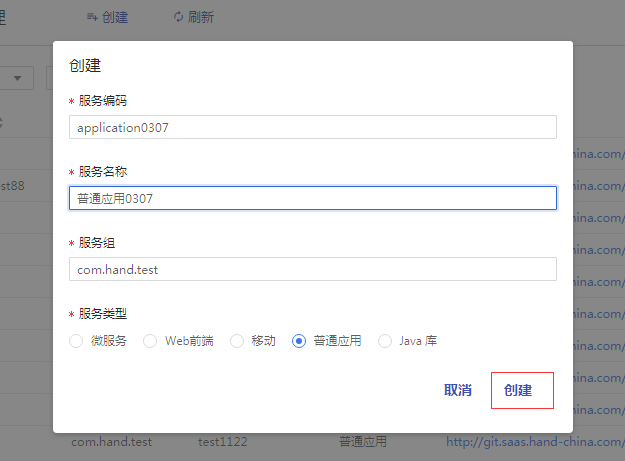 理 创建 刷新
创建
* 服务编码
application0307
china.com/
* 服务名称
st88
china.com/
普通应用0307
china.com/
* 服务组
china.com/
com.hand.test
china.com/
* 服务类型
china.com/
微服务 Web前端 移动 普通应用 Java 库
china.com/
取消 创建
china.com/
china.com/
com.hand.test test1122 普通应用 http://git.saas.hand-china.com/